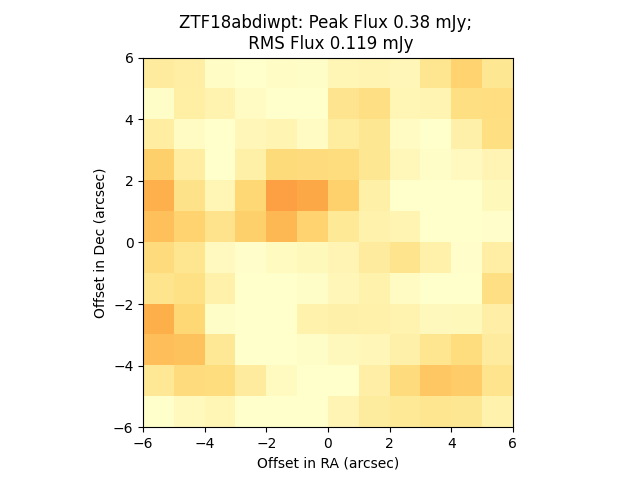 ZTF18abdiwpt: Peak Flux 0.38 mJy;
RMS Flux 0.119 mJy
6
4
2
0
−2
−4
−6
Offset in Dec (arcsec)
−6 −4 −2 0 2 4 6
Offset in RA (arcsec)